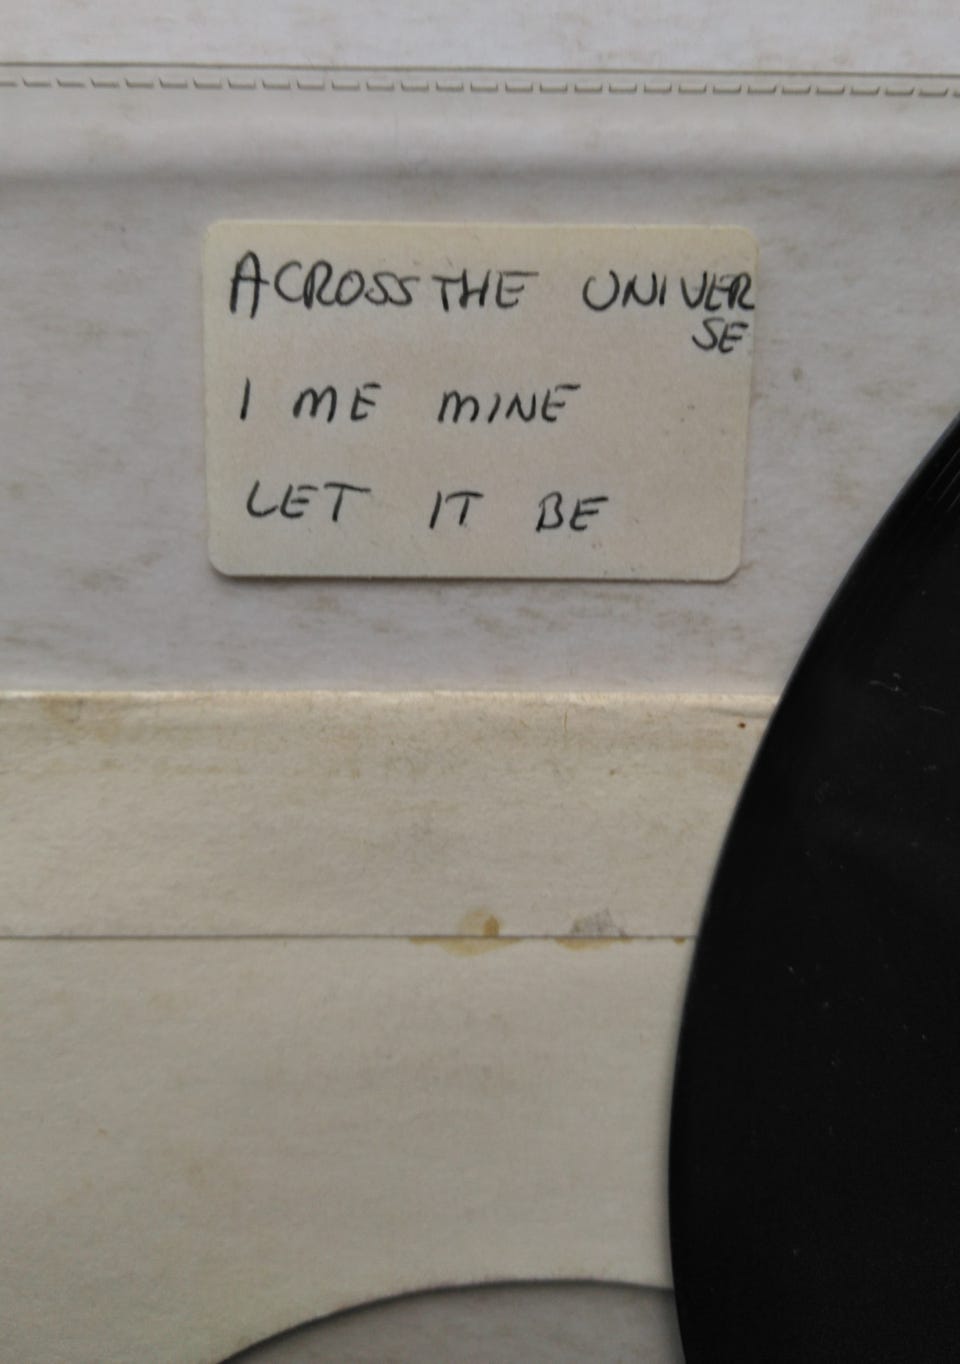 ACROSS THE UNIVER
SE
I ME MINE
LET IT BE